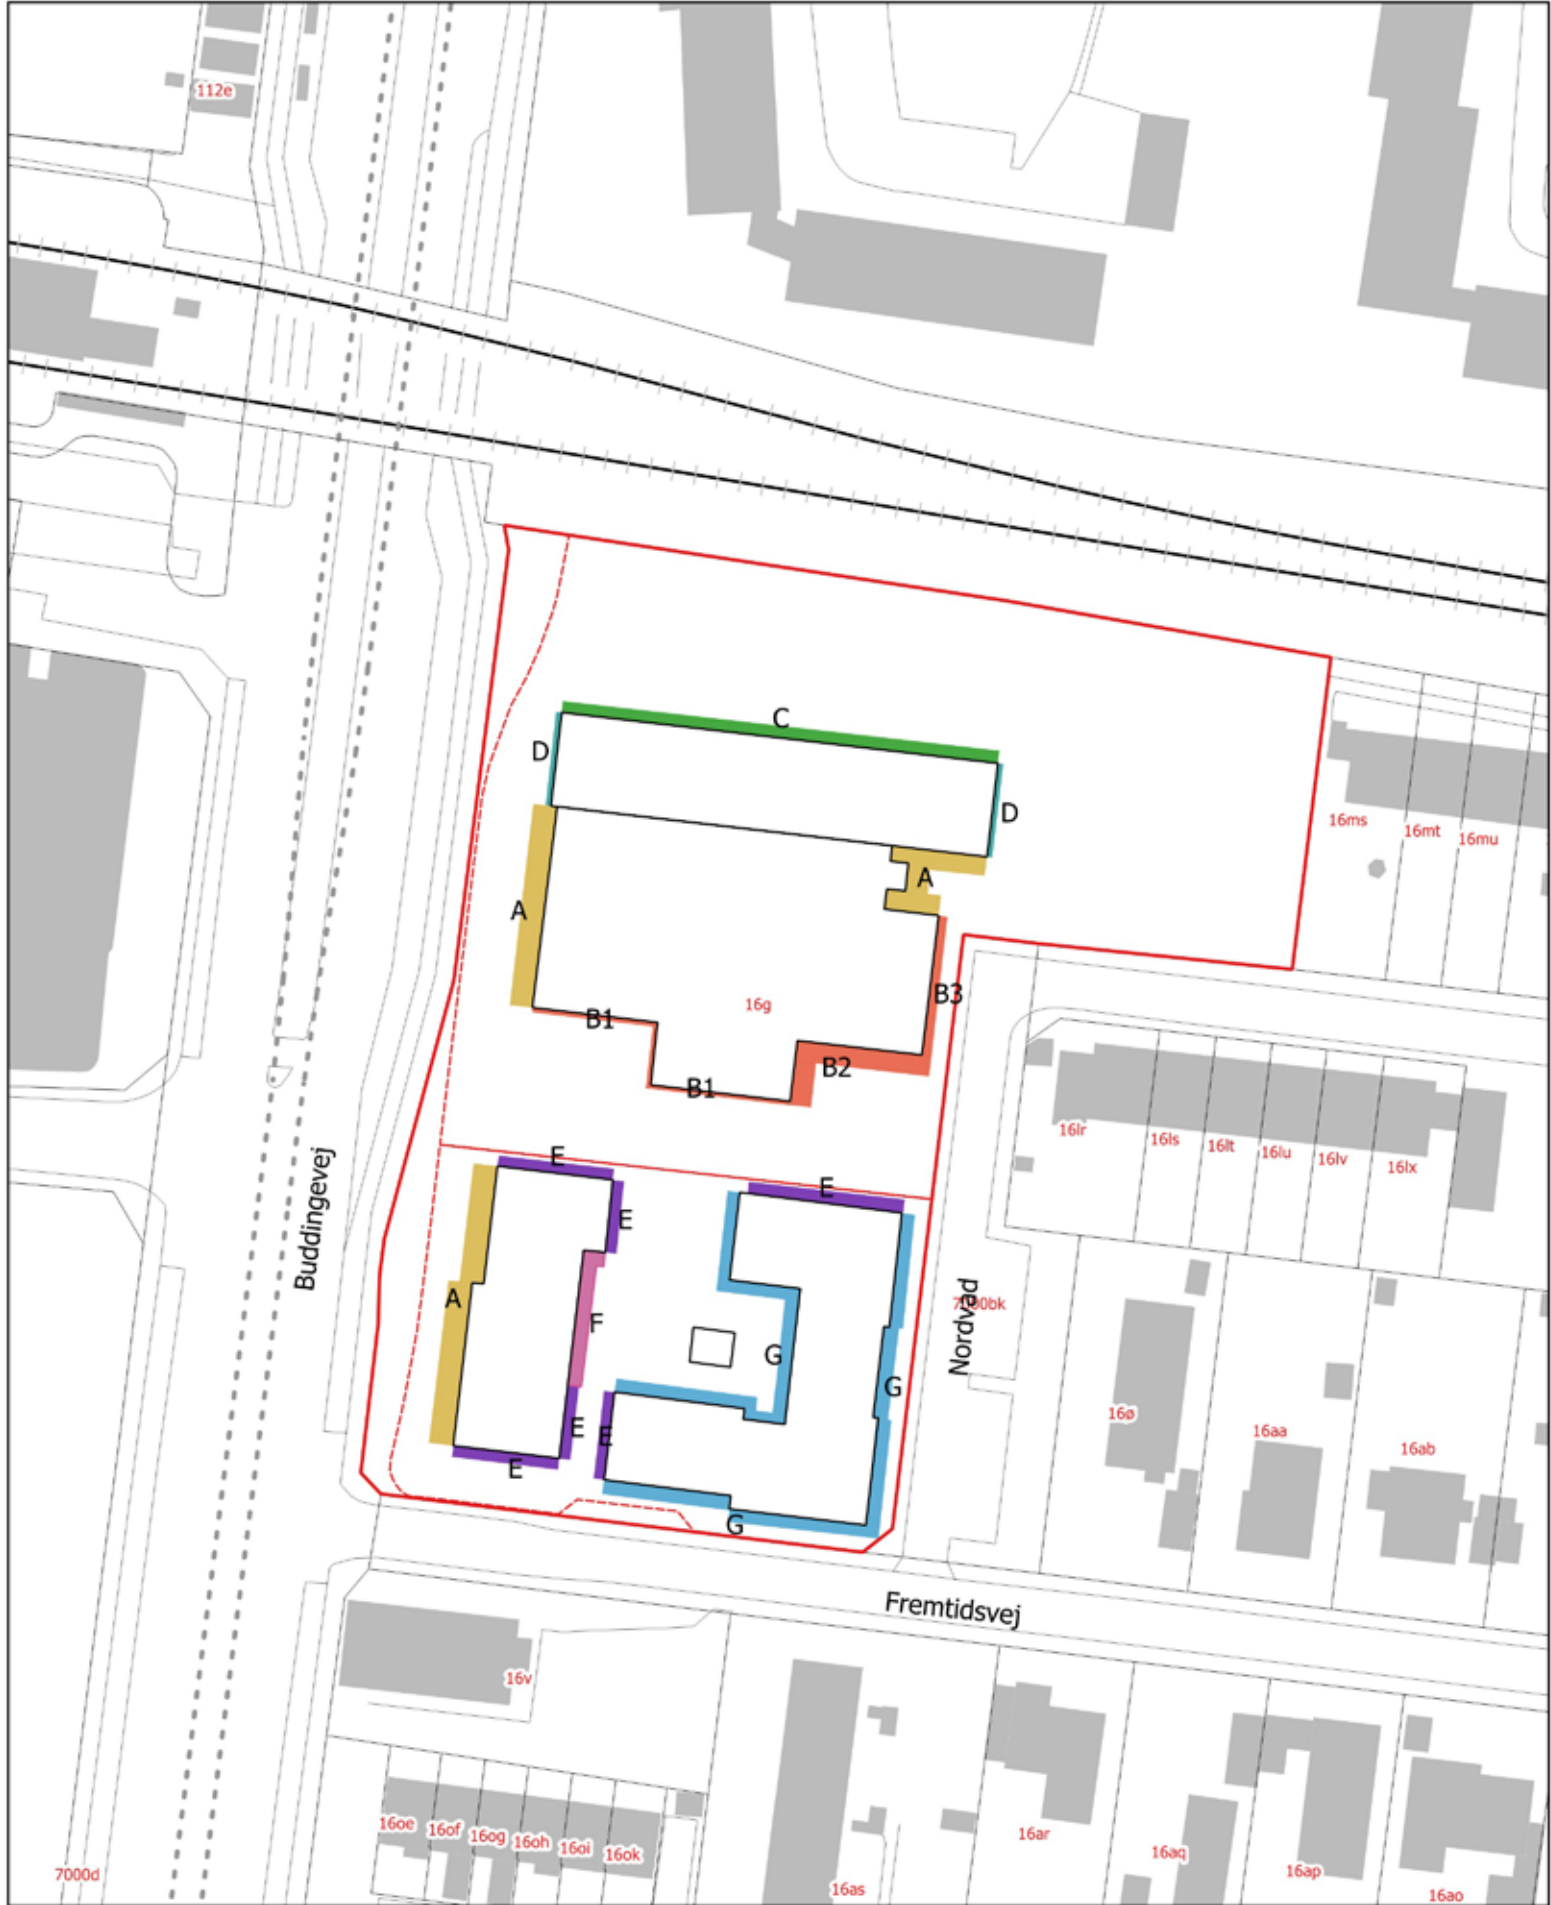 112e
C
D
D
16ms
16mt
16mu
A
A
B3
16g
B1
B2
B1
16lr
16ls
16lt
16lu
16lv
16lx
E
E
E
Buddingevej
A
F
7000bk
Nordvad
G
G
16ø
16aa
16ab
E
E
E
G
Fremtidsvej
16v
16oe
16of
16og
16oh
16oi
16ok
16ar
16aq
16ap
16ao
16as
7000d